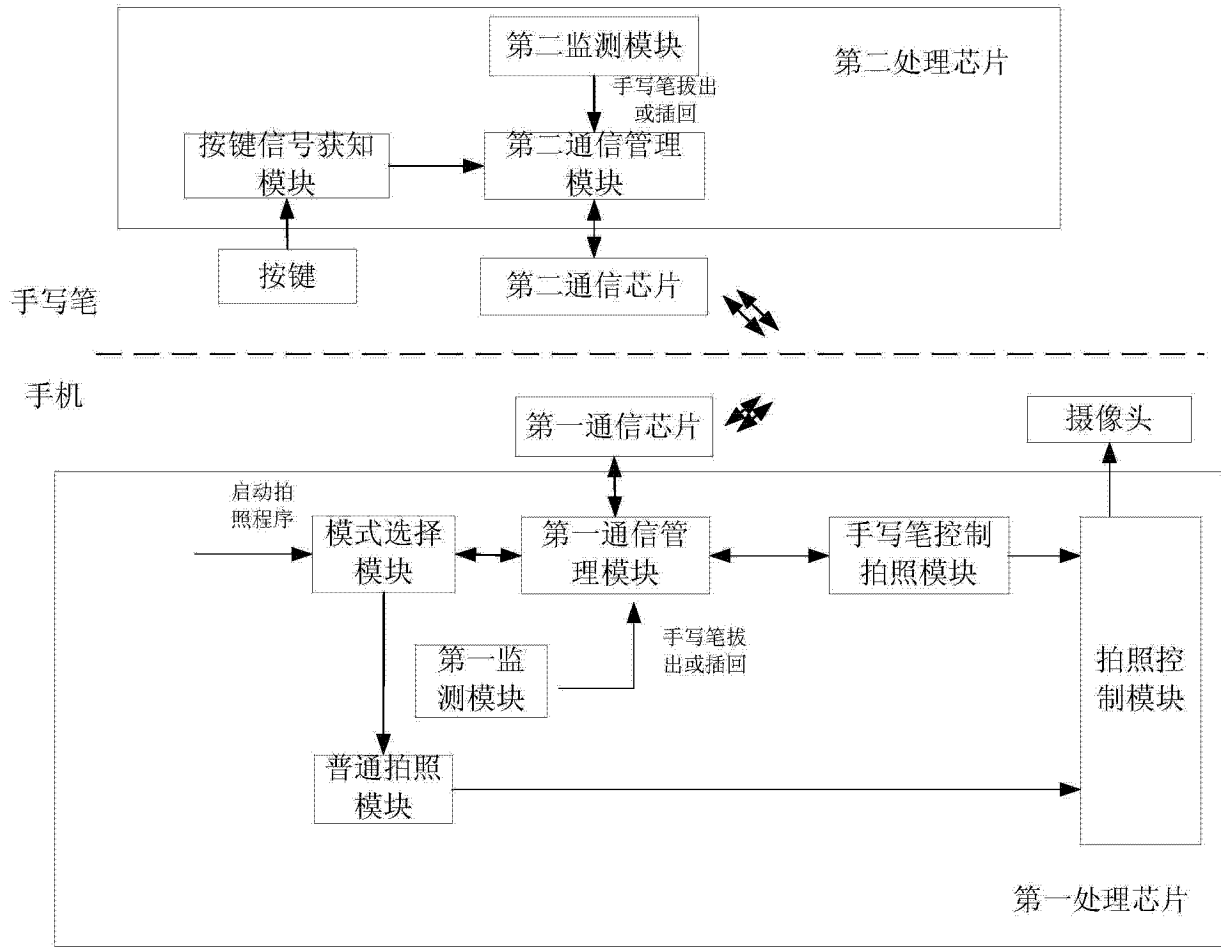 第二监测模块
第二处理芯片
手写笔拔出
或插回
按键信号获知
模块
第二通信管理
模块
按键
第二通信芯片
手写笔
手机
第一通信芯片
摄像头
启动拍
照程序
模式选择
模块
第一通信管
理模块
手写笔控制
拍照模块
第一监
测模块
手写笔拔
出或插回
拍照控
制模块
普通拍照
模块
第一处理芯片